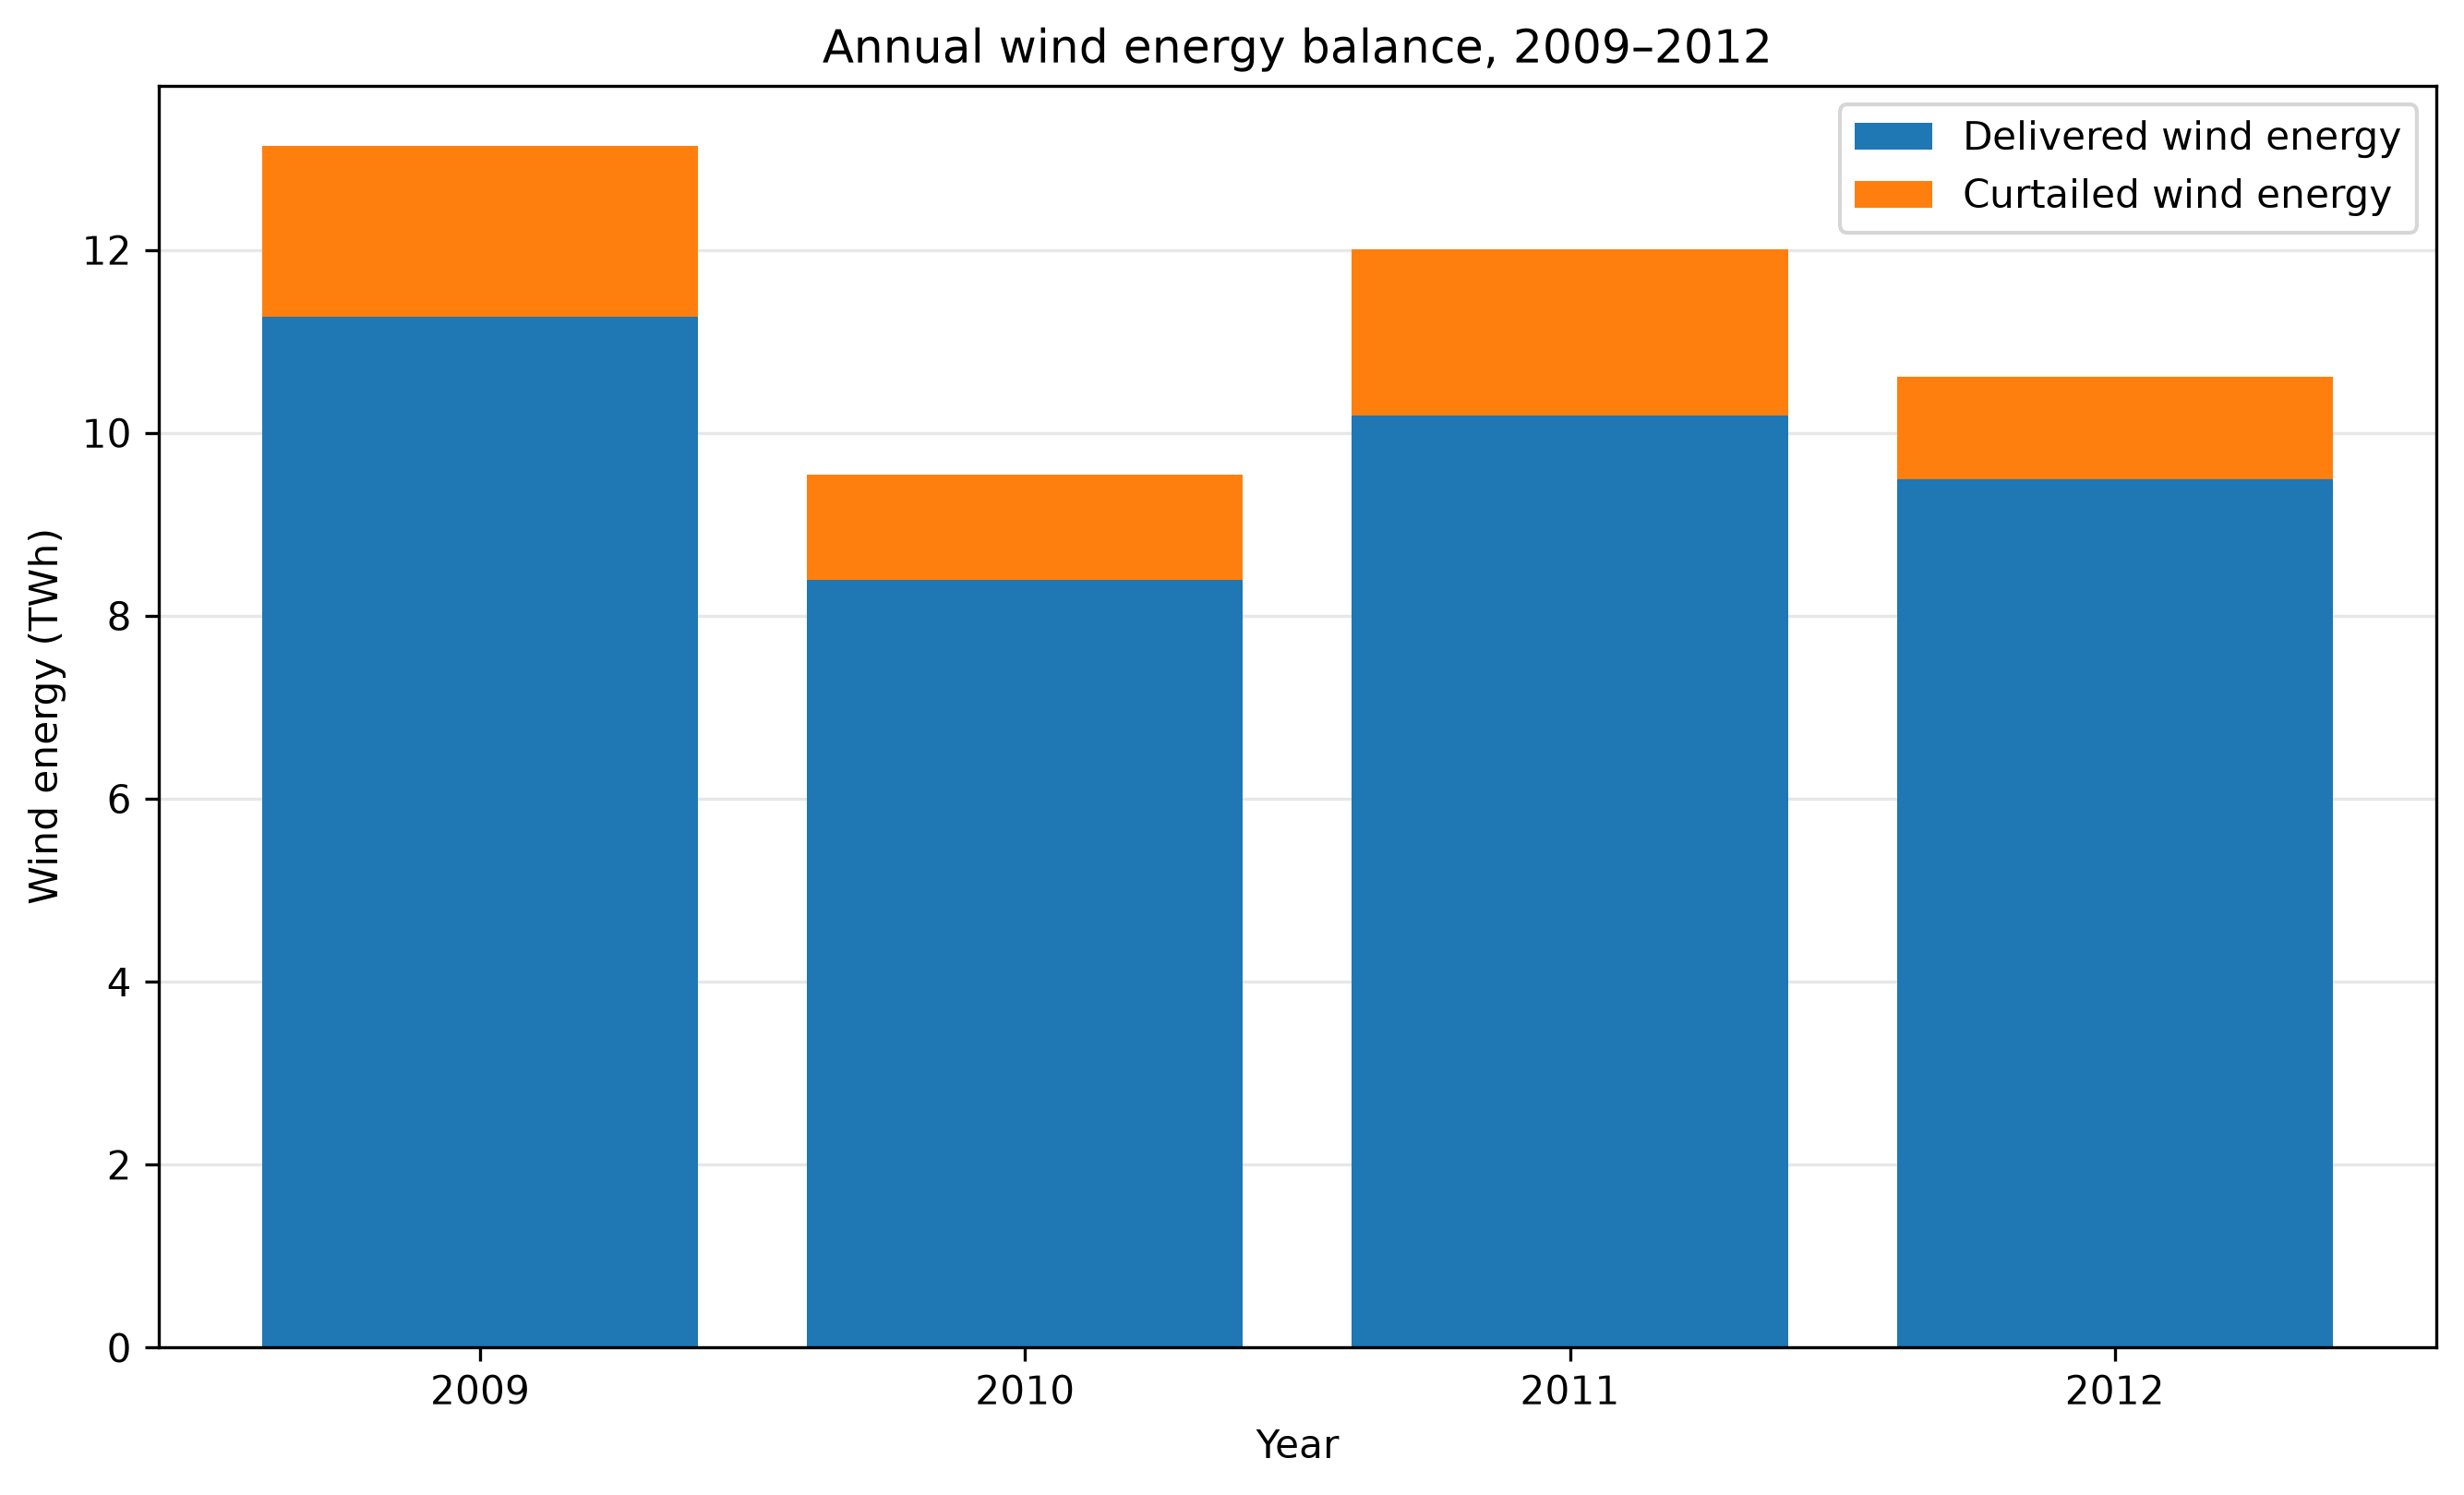 Annual wind energy balance, 2009–2012
Delivered wind energy
Curtailed wind energy
Wind energy (TWh)
12
10
8
6
4
2
0
2009 2010 2011 2012
Year